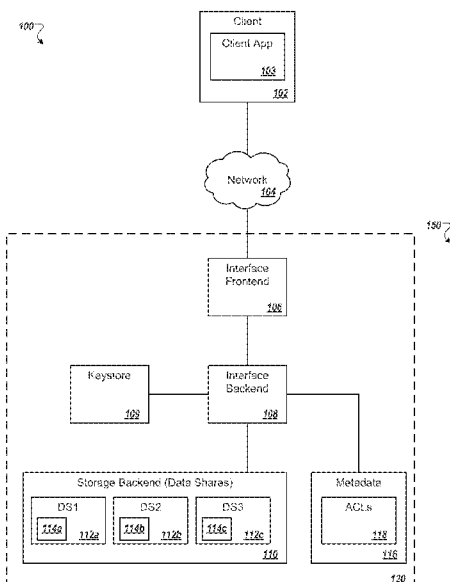 100
Client
Client App
103
102
Network
104
150
Interface
Frontend
106
Keystore
109
Interface
Backend
108
Storage Backend (Data Shares)
DS1
114a
112a
DS2
114b
112b
DS3
114c
112c
110
Metadata
ACLs
118
116
120